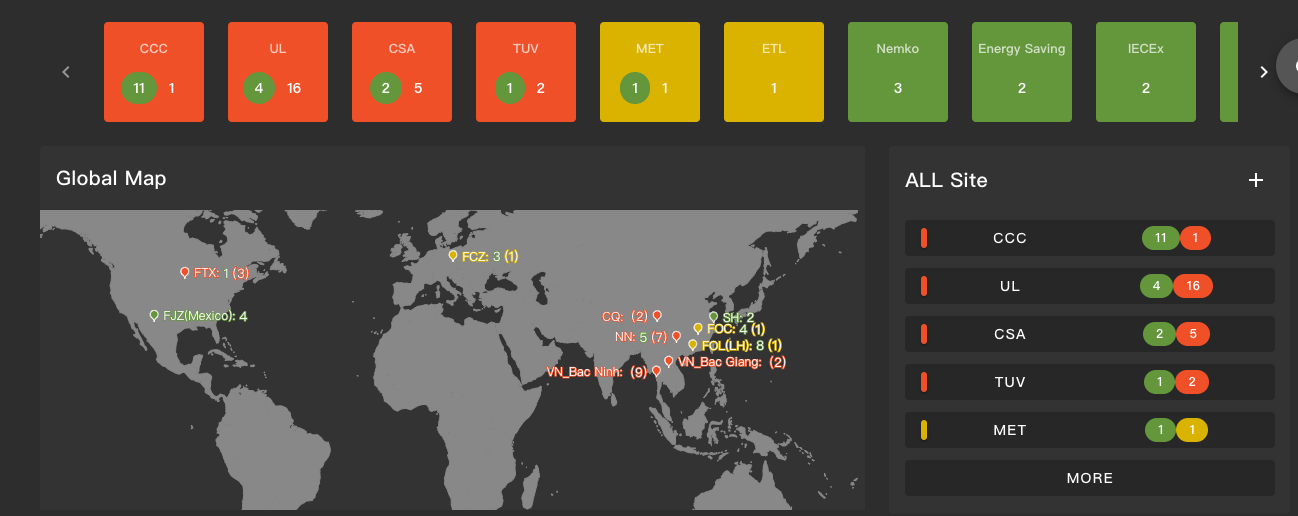 CCC
11 1
UL
4 16
CSA
2 5
TUV
1 2
MET
1 1
ETL
1
Nemko
3
Energy Saving
2
IECEx
2
Global Map
FCZ: 3 (1)
FTX: 1 (3)
FJZ(Mexico): 4
CQ: (2)
SH: 2
FOC: 4 (1)
NN: 5 (7)
FOL(LH): 8 (1)
VN_Bac Giang: (2)
VN_Bac Ninh: (9)
ALL Site
CCC 11 1
UL 4 16
CSA 2 5
TUV 1 2
MET 1 1
MORE